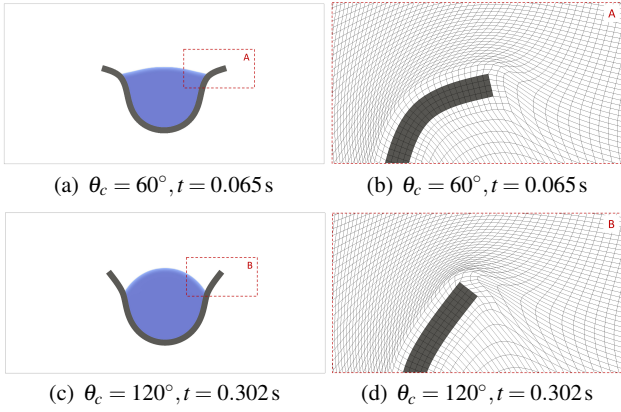 A
A
(a) θc = 60°, t = 0.065 s
(b) θc = 60°, t = 0.065 s
B
B
(c) θc = 120°, t = 0.302 s
(d) θc = 120°, t = 0.302 s